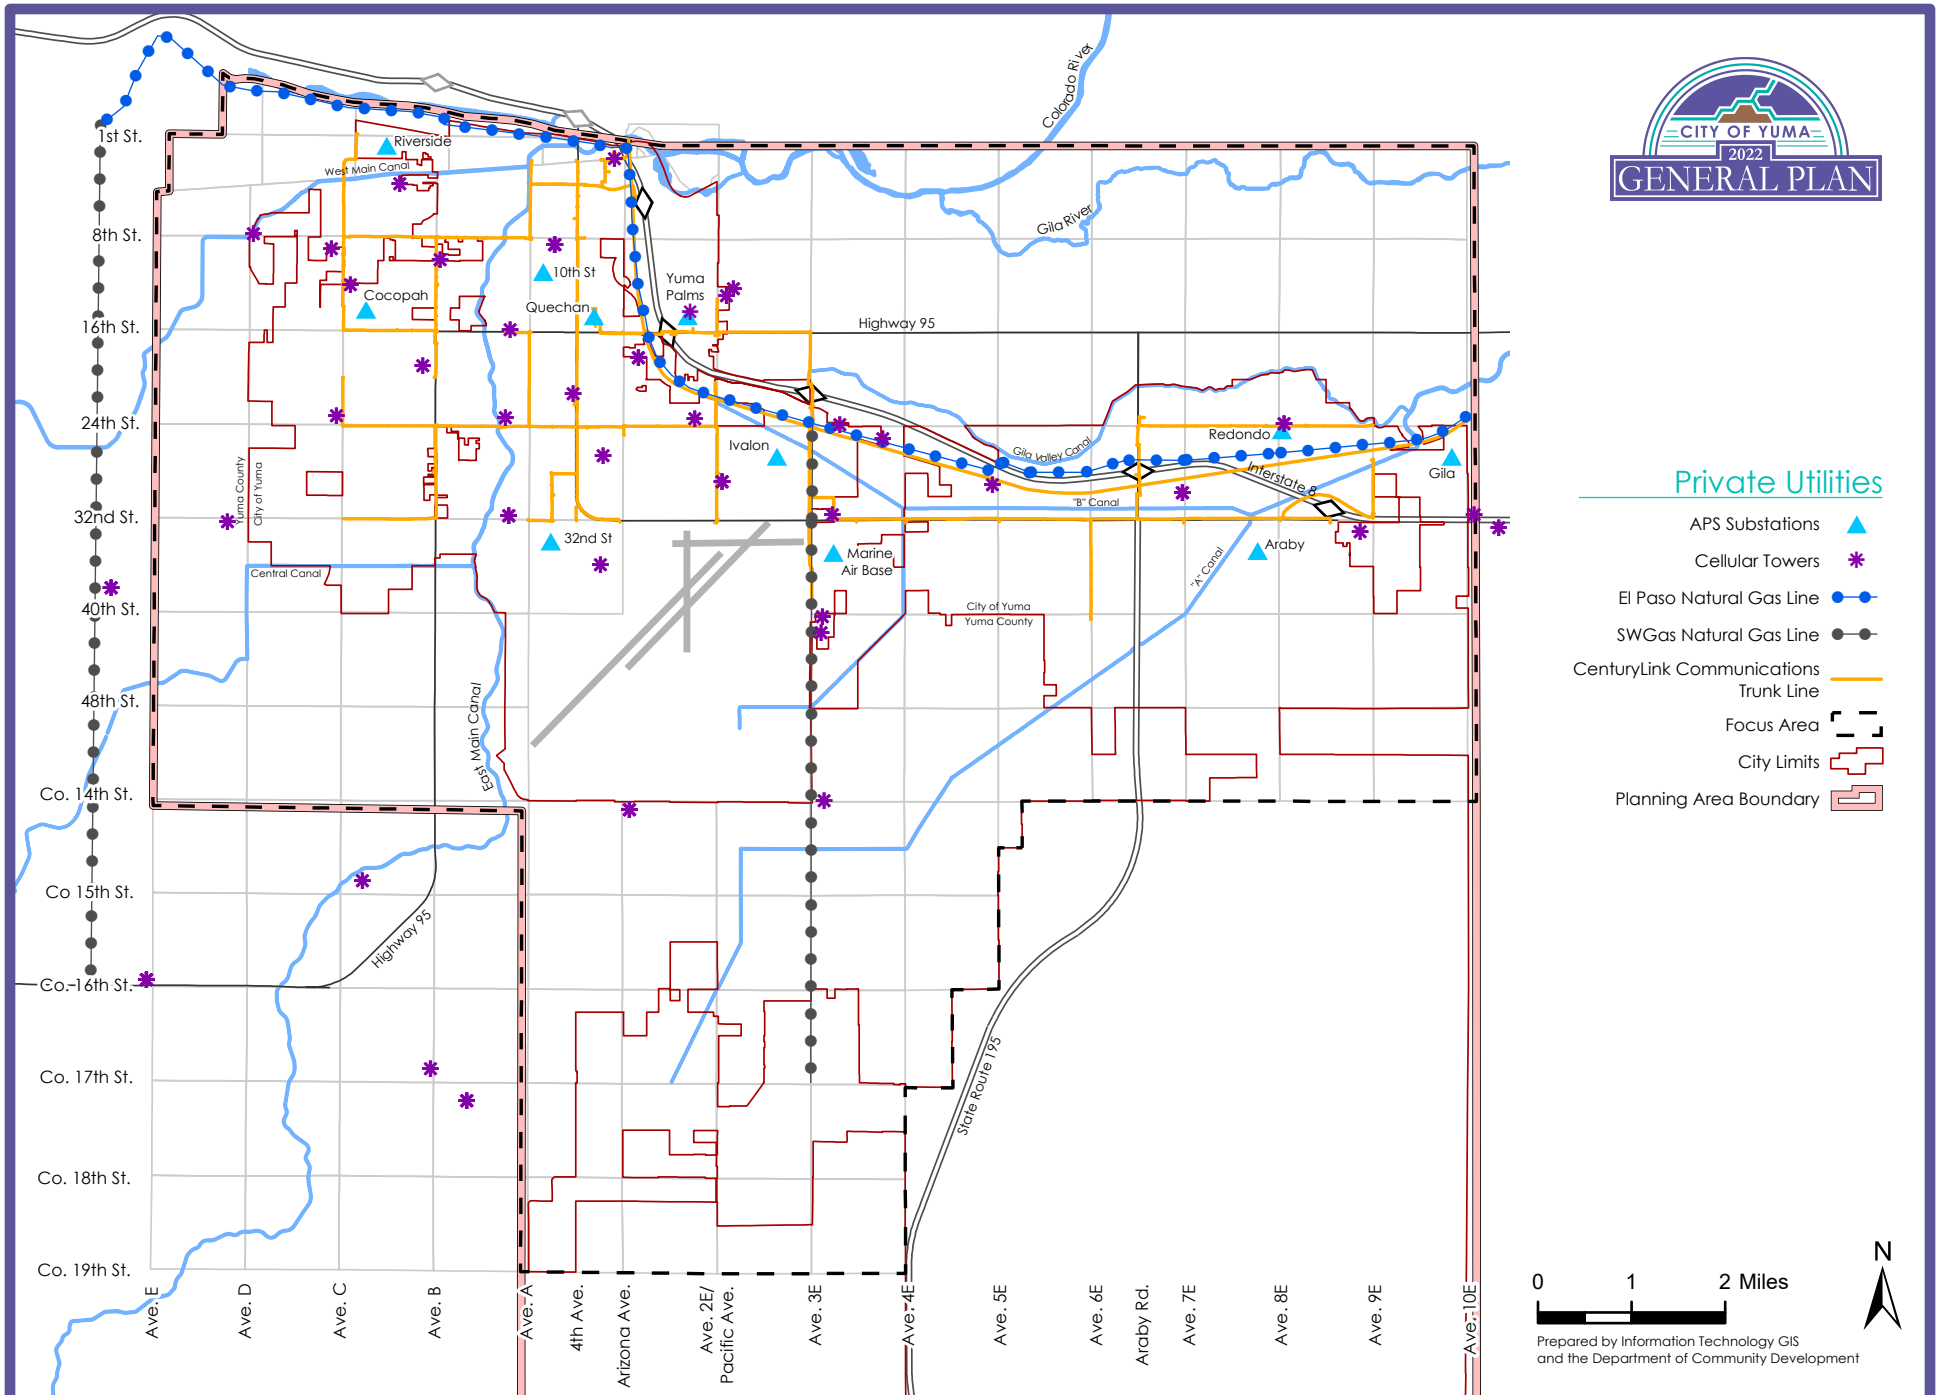 CITY OF YUMA
2022
GENERAL PLAN
Private Utilities
APS Substations
Cellular Towers
El Paso Natural Gas Line
SWGas Natural Gas Line
CenturyLink Communications
Trunk Line
Focus Area
City Limits
Planning Area Boundary
1st St.
8th St.
16th St.
24th St.
32nd St.
40th St.
48th St.
Co. 14th St.
Co 15th St.
Co. 16th St.
Co. 17th St.
Co. 18th St.
Co. 19th St.
Ave. E
Ave. D
Ave. C
Ave. B
Ave. A
4th Ave.
Arizona Ave.
Ave. 2E/
Pacific Ave.
Ave. 3E
Ave. 4E
Ave. 5E
Ave. 6E
Araby Rd.
Ave. 7E
Ave. 8E
Ave. 9E
Ave. 10E
Riverside
West Main Canal
Colorado River
Gila River
10th St
Cocopah
Quechan
Yuma
Palms
Highway 95
Ivalon
Gila Valley Canal
Redondo
Gila
Interstate 8
"B" Canal
"A" Canal
Yuma County
City of Yuma
Central Canal
32nd St
Marine
Air Base
Araby
City of Yuma
Yuma County
East Main Canal
Highway 95
State Route 195
N
0 1 2 Miles
Prepared by Information Technology GIS
and the Department of Community Development